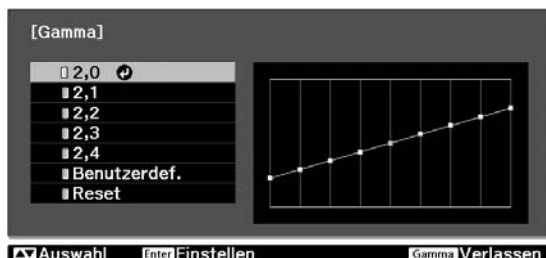 [Gamma]
2,0
2,1
2,2
2,3
2,4
Benutzerdef.
Reset
Auswahl Enter Einstellen Gamma Verlassen